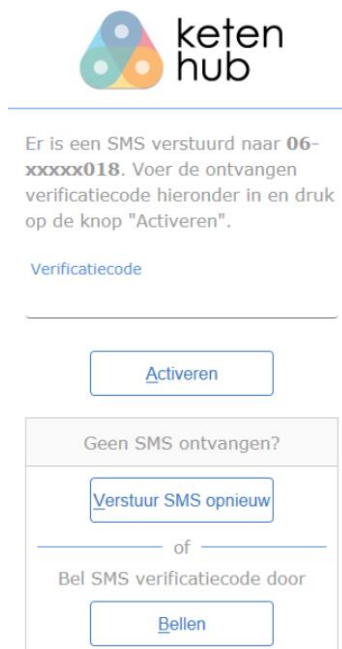 keten
hub
Er is een SMS verstuurd naar 06-
xxxxx018. Voer de ontvangen
verificatiecode hieronder in en druk
op de knop "Activeren".
Verificatiecode
Activeren
Geen SMS ontvangen?
Verstuur SMS opnieuw
of
Bel SMS verificatiecode door
Bellen